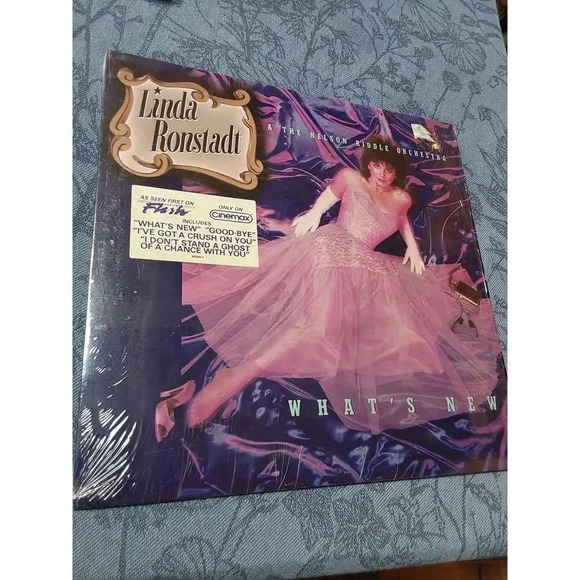 Linda
Ronstadt
& THE NELSON RIDDLE ORCHESTRA
AS SEEN FIRST ON
ONLY ON
Cinemax
INCLUDES
"WHAT'S NEW" "GOOD-BYE"
"I'VE GOT A CRUSH ON YOU"
"I DON'T STAND A GHOST
OF A CHANCE WITH YOU"
WHAT'S NEW